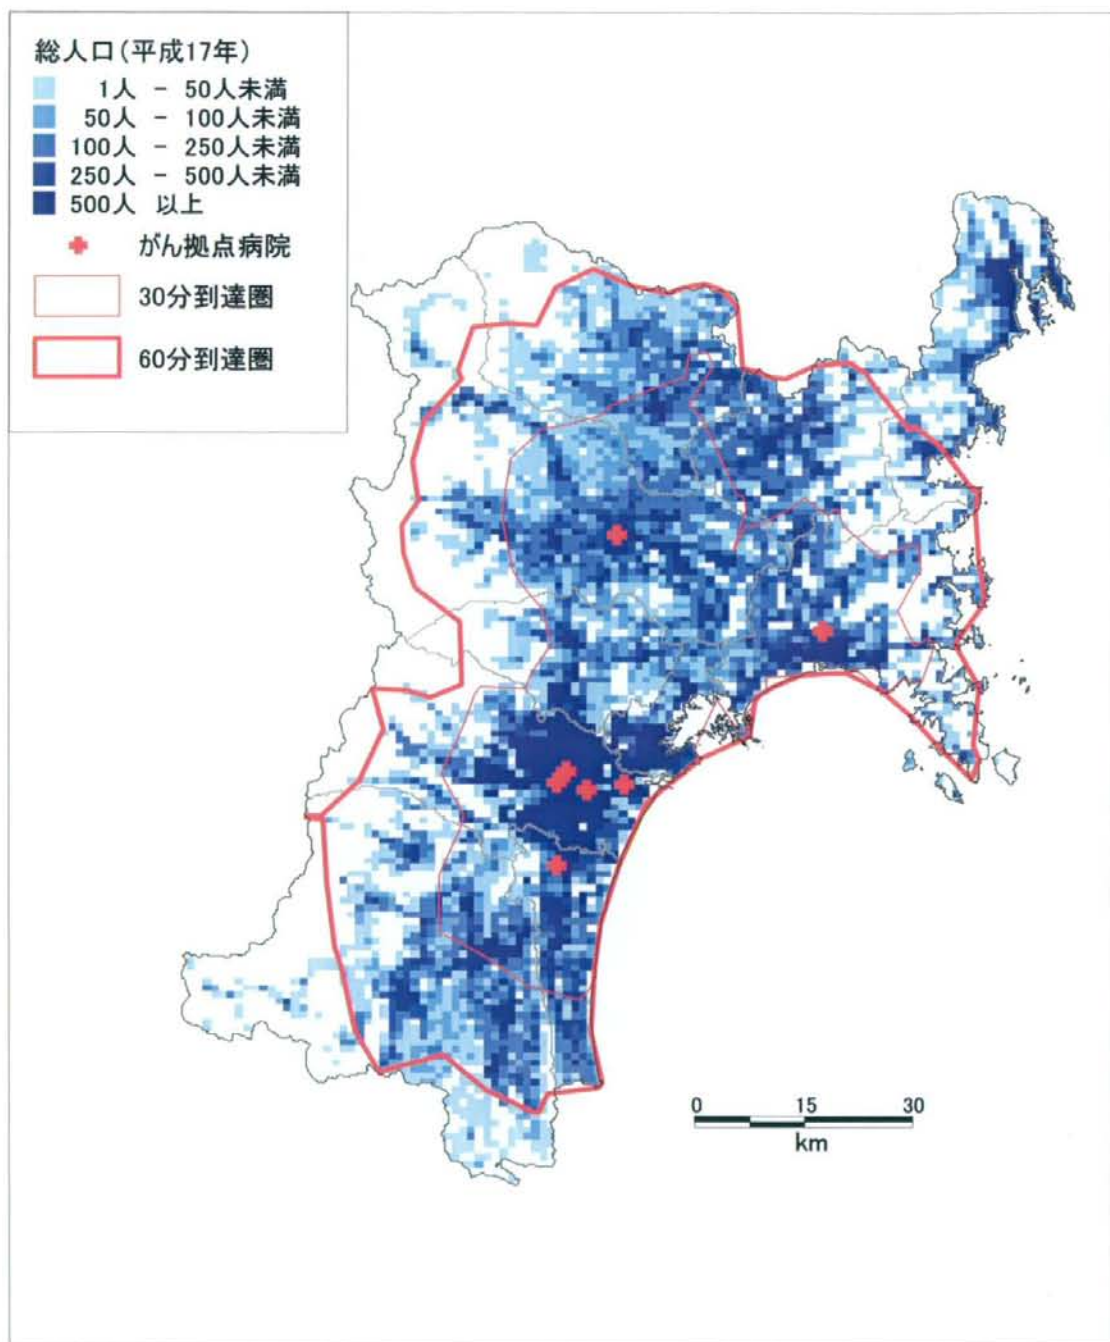 総人口(平成17年)
1人 - 50人未満
50人 - 100人未満
100人 - 250人未満
250人 - 500人未満
500人 以上
がん拠点病院
30分到達圏
60分到達圏
0 15 30
km